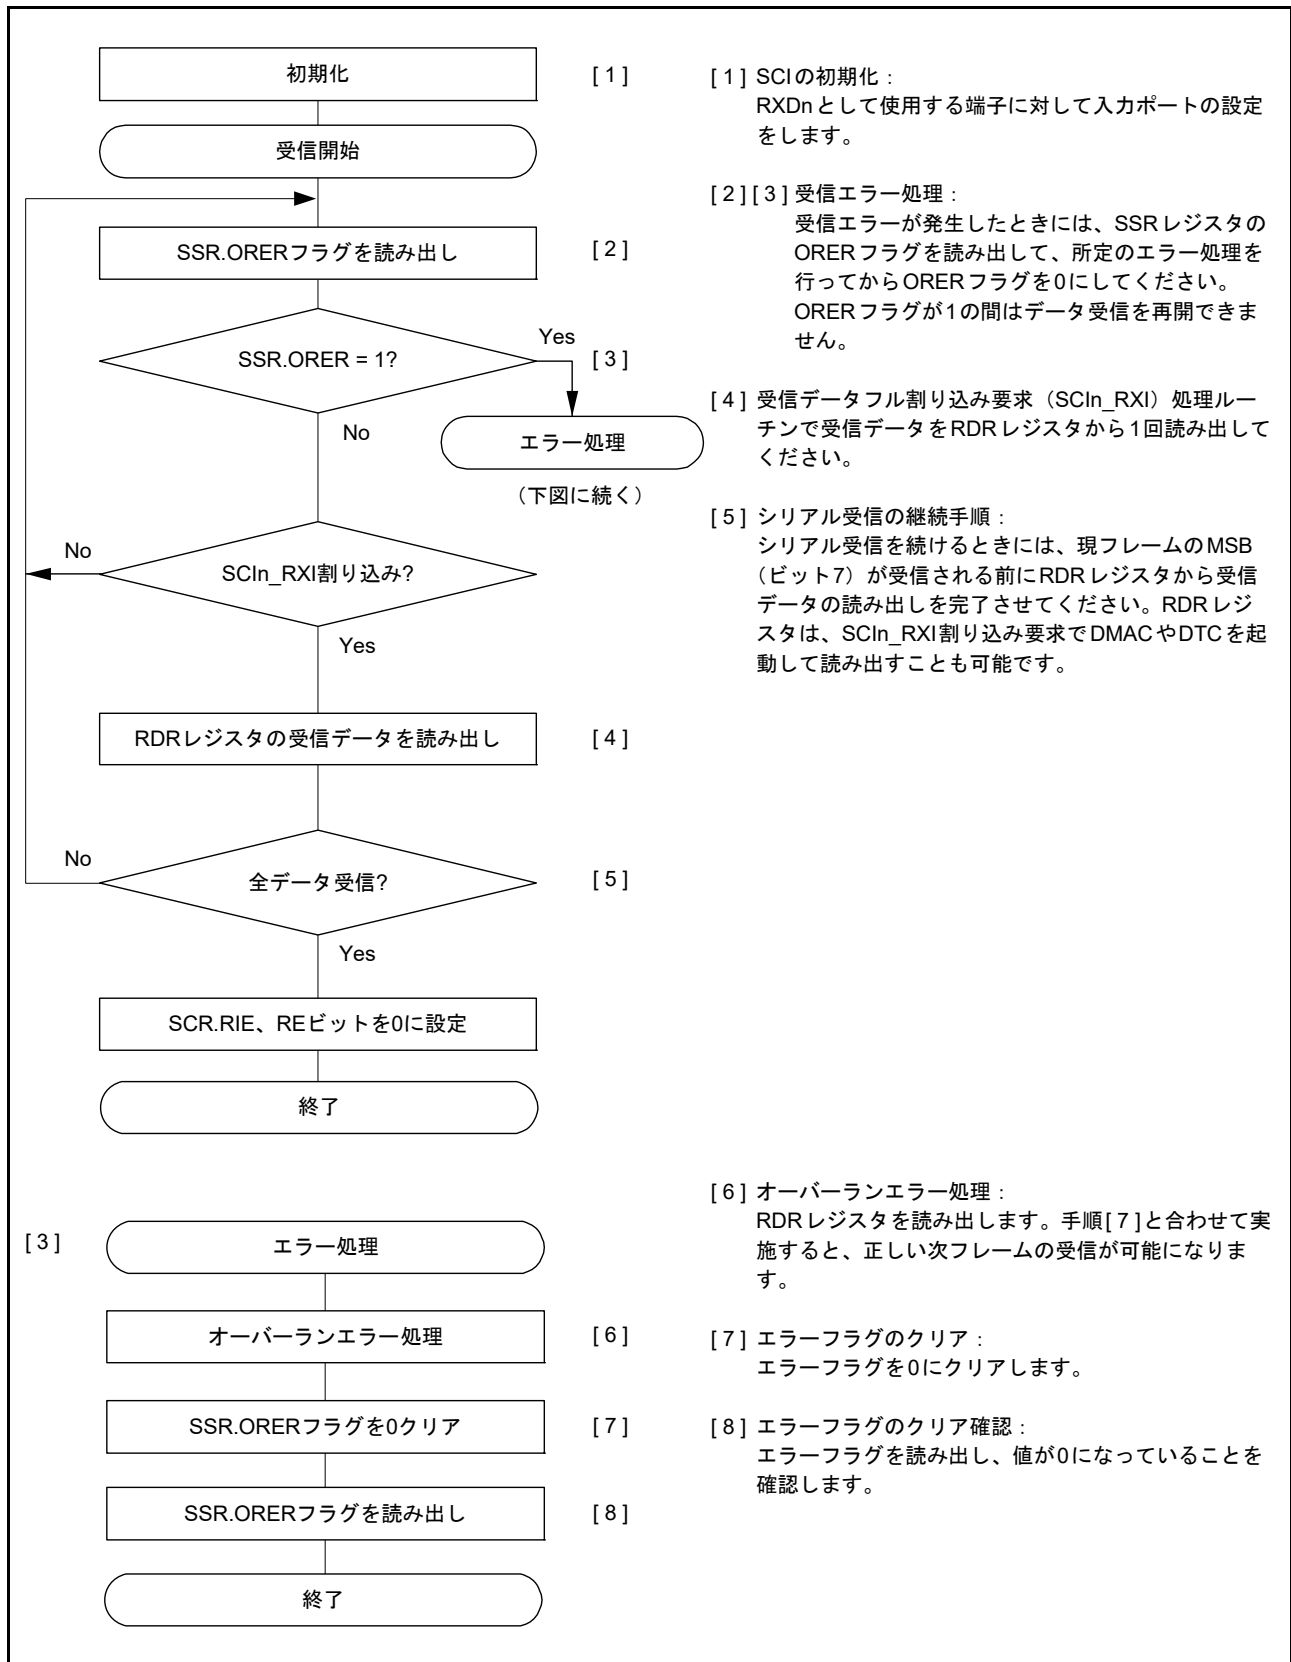 初期化
[ 1 ]
受信開始
SSR.ORERフラグを読み出し
[ 2 ]
SSR.ORER = 1?
Yes
[ 3 ]
No
エラー処理
（下図に続く）
No
SCIn_RXI割り込み?
Yes
RDRレジスタの受信データを読み出し
[ 4 ]
No
全データ受信?
[ 5 ]
Yes
SCR.RIE、REビットを0に設定
終了
[ 1 ] SCIの初期化：
RXDnとして使用する端子に対して入力ポートの設定
をします。
[ 2 ] [ 3 ] 受信エラー処理：
受信エラーが発生したときには、SSRレジスタの
ORERフラグを読み出して、所定のエラー処理を
行ってからORERフラグを0にしてください。
ORERフラグが1の間はデータ受信を再開できま
せん。
[ 4 ] 受信データフル割り込み要求（SCIn_RXI）処理ルー
チンで受信データをRDRレジスタから1回読み出して
ください。
[ 5 ] シリアル受信の継続手順：
シリアル受信を続けるときには、現フレームのMSB
（ビット7）が受信される前にRDRレジスタから受信
データの読み出しを完了させてください。RDRレジ
スタは、SCIn_RXI割り込み要求でDMACやDTCを起
動して読み出すことも可能です。
[ 3 ]
エラー処理
オーバーランエラー処理
[ 6 ]
SSR.ORERフラグを0クリア
[ 7 ]
SSR.ORERフラグを読み出し
[ 8 ]
終了
[ 6 ] オーバーランエラー処理：
RDRレジスタを読み出します。手順[ 7 ]と合わせて実
施すると、正しい次フレームの受信が可能になりま
す。
[ 7 ] エラーフラグのクリア：
エラーフラグを0にクリアします。
[ 8 ] エラーフラグのクリア確認：
エラーフラグを読み出し、値が0になっていることを
確認します。